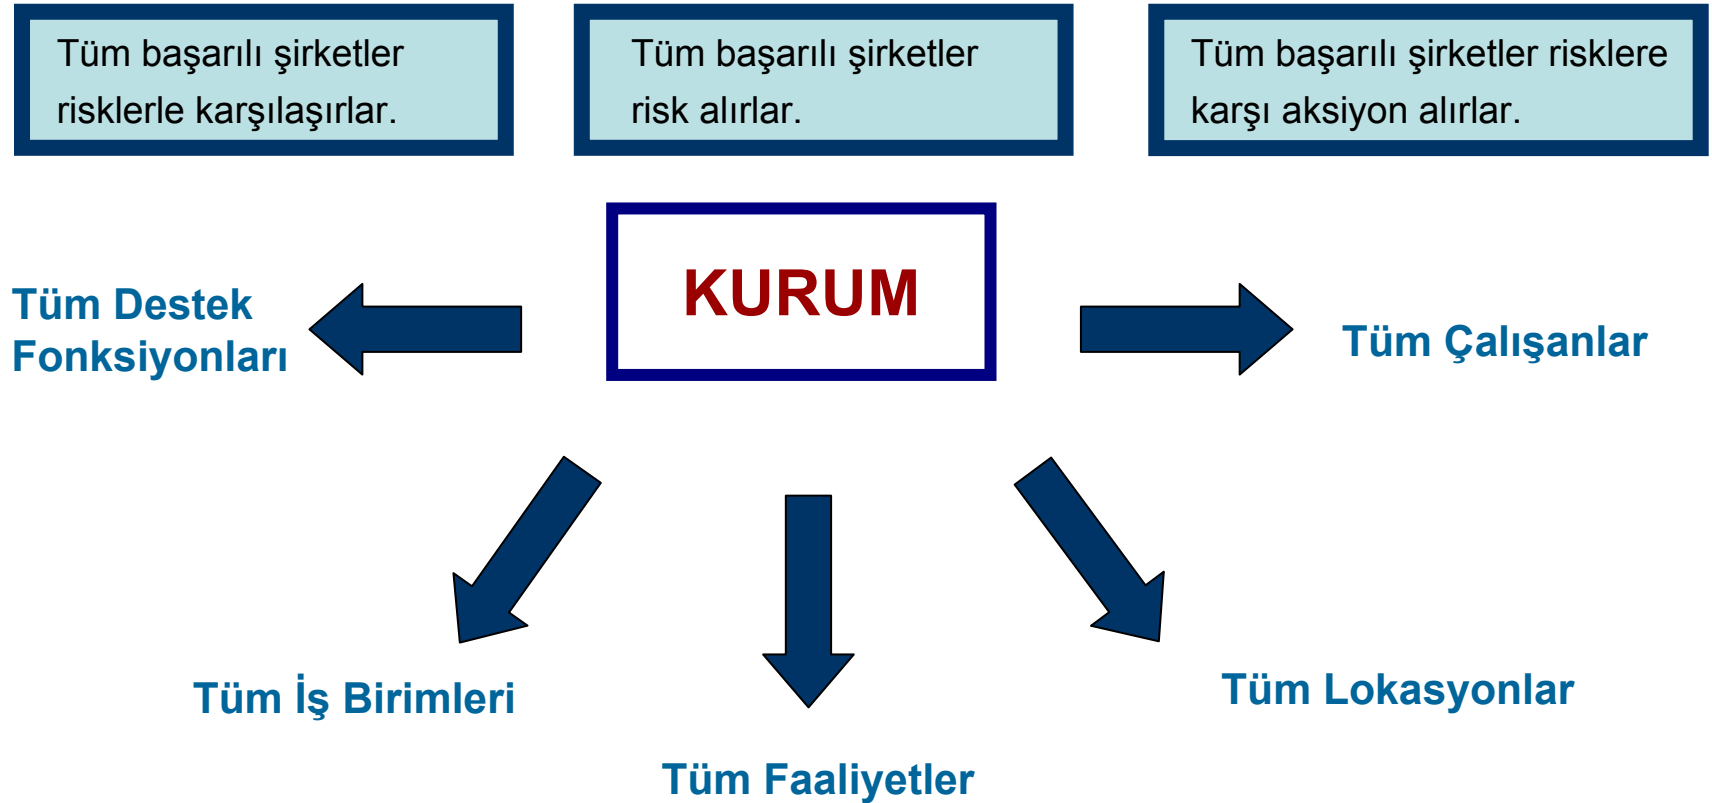 Tüm başarılı şirketler
risklerle karşılaşırlar.
Tüm başarılı şirketler
risk alırlar.
Tüm başarılı şirketler risklere
karşı aksiyon alırlar.
KURUM
Tüm Destek
Fonksiyonları
Tüm Çalışanlar
Tüm İş Birimleri
Tüm Lokasyonlar
Tüm Faaliyetler